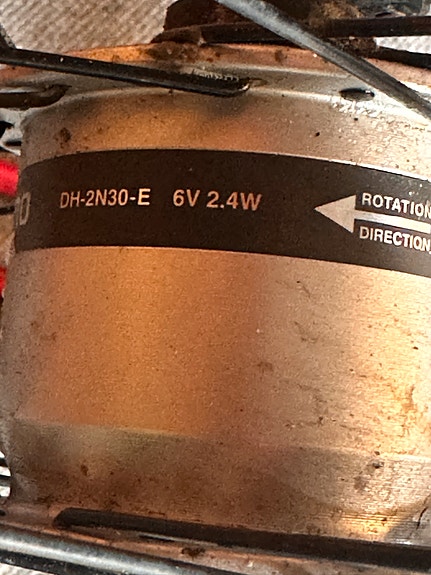 DH-2N30-E 6V 2.4W
ROTATION
DIRECTION